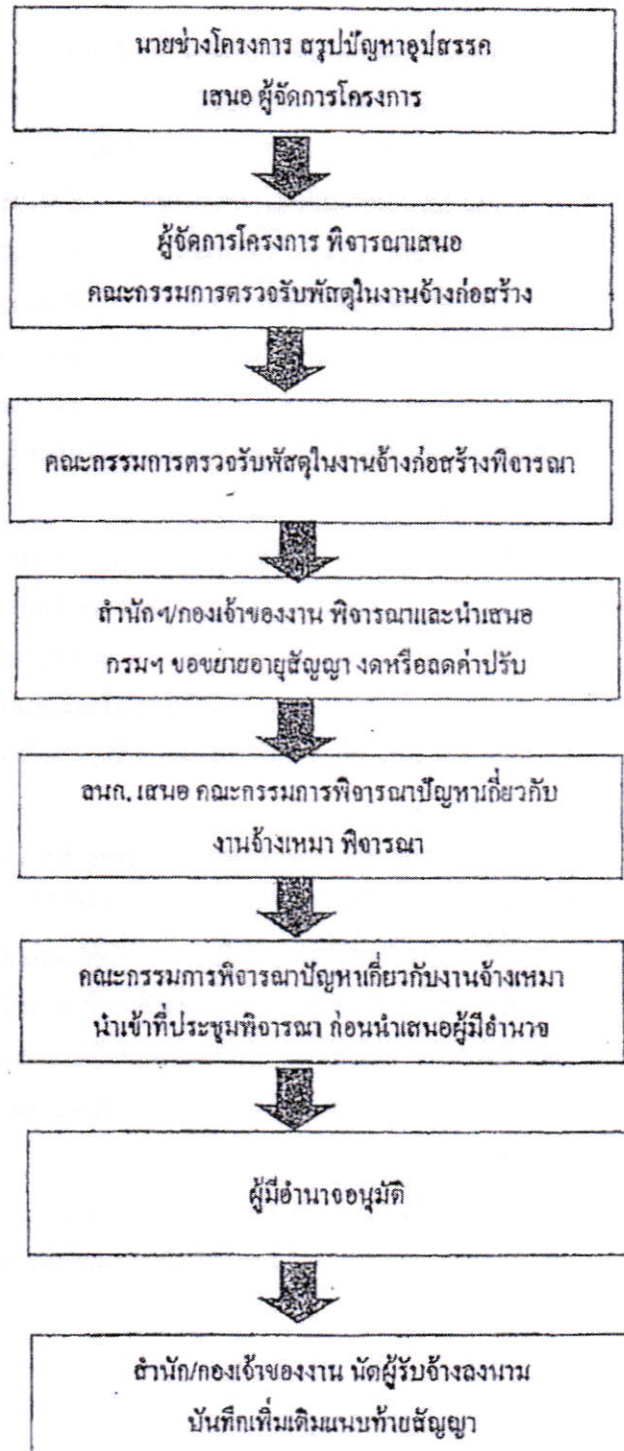 นายช่างโครงการ สรุปปัญหาอุปสรรค
เสนอ ผู้จัดการโครงการ
ผู้จัดการโครงการ พิจารณาเสนอ
คณะกรรมการตรวจรับพัสดุในงานจ้างก่อสร้าง
คณะกรรมการตรวจรับพัสดุในงานจ้างก่อสร้างพิจารณา
สำนักฯ/กองเจ้าของงาน พิจารณาและนำเสนอ
กรมฯ ขอขยายอายุสัญญา งดหรือลดค่าปรับ
ลนก. เสนอ คณะกรรมการพิจารณาปัญหาเกี่ยวกับ
งานจ้างเหมา พิจารณา
คณะกรรมการพิจารณาปัญหาเกี่ยวกับงานจ้างเหมา
นำเข้าที่ประชุมพิจารณา ก่อนนำเสนอผู้มีอำนาจ
ผู้มีอำนาจอนุมัติ
สำนัก/กองเจ้าของงาน นัดผู้รับจ้างลงนาม
บันทึกเพิ่มเติมแนบท้ายสัญญา